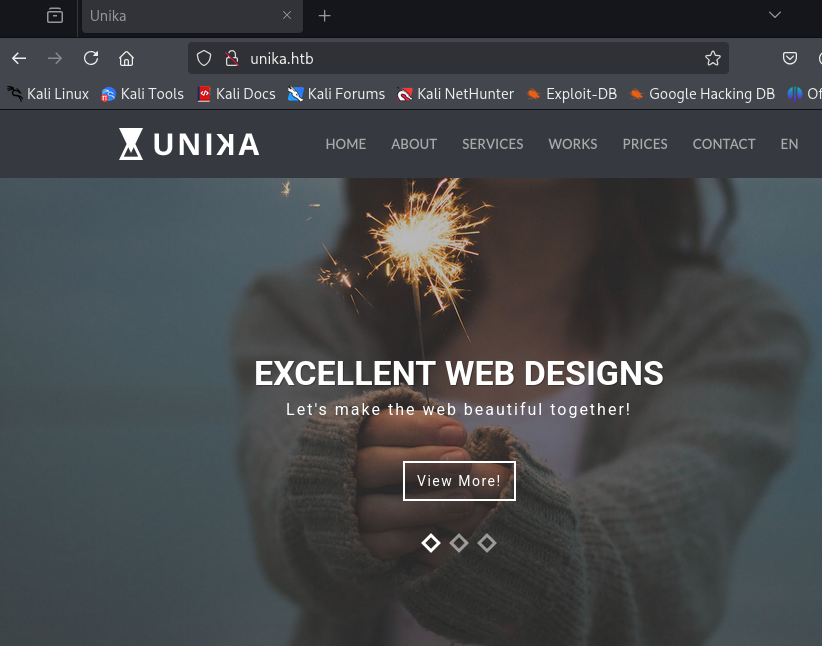 Unika
unika.htb
Kali Linux Kali Tools Kali Docs Kali Forums Kali NetHunter Exploit-DB Google Hacking DB Of
UNIKA HOME ABOUT SERVICES WORKS PRICES CONTACT EN
EXCELLENT WEB DESIGNS
Let's make the web beautiful together!
View More!